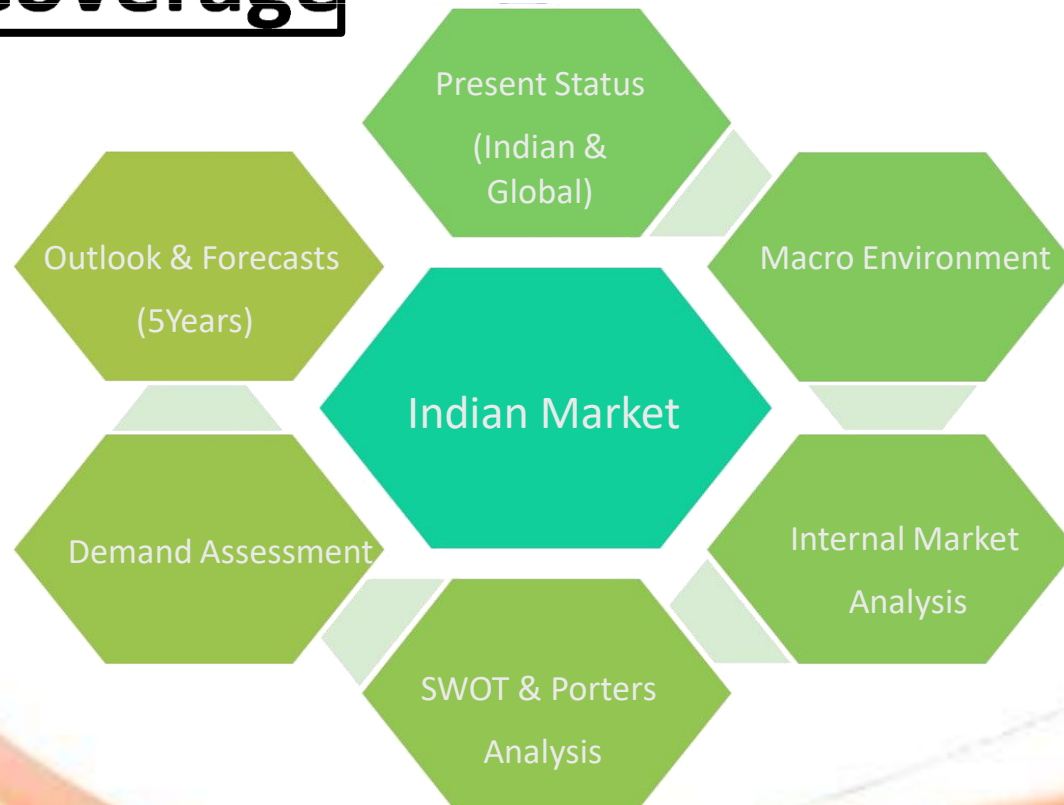 Coverage
Present Status
(Indian &
Global)
Macro Environment
Internal Market
Analysis
SWOT & Porters
Analysis
Demand Assessment
Outlook & Forecasts
(5Years)
Indian Market